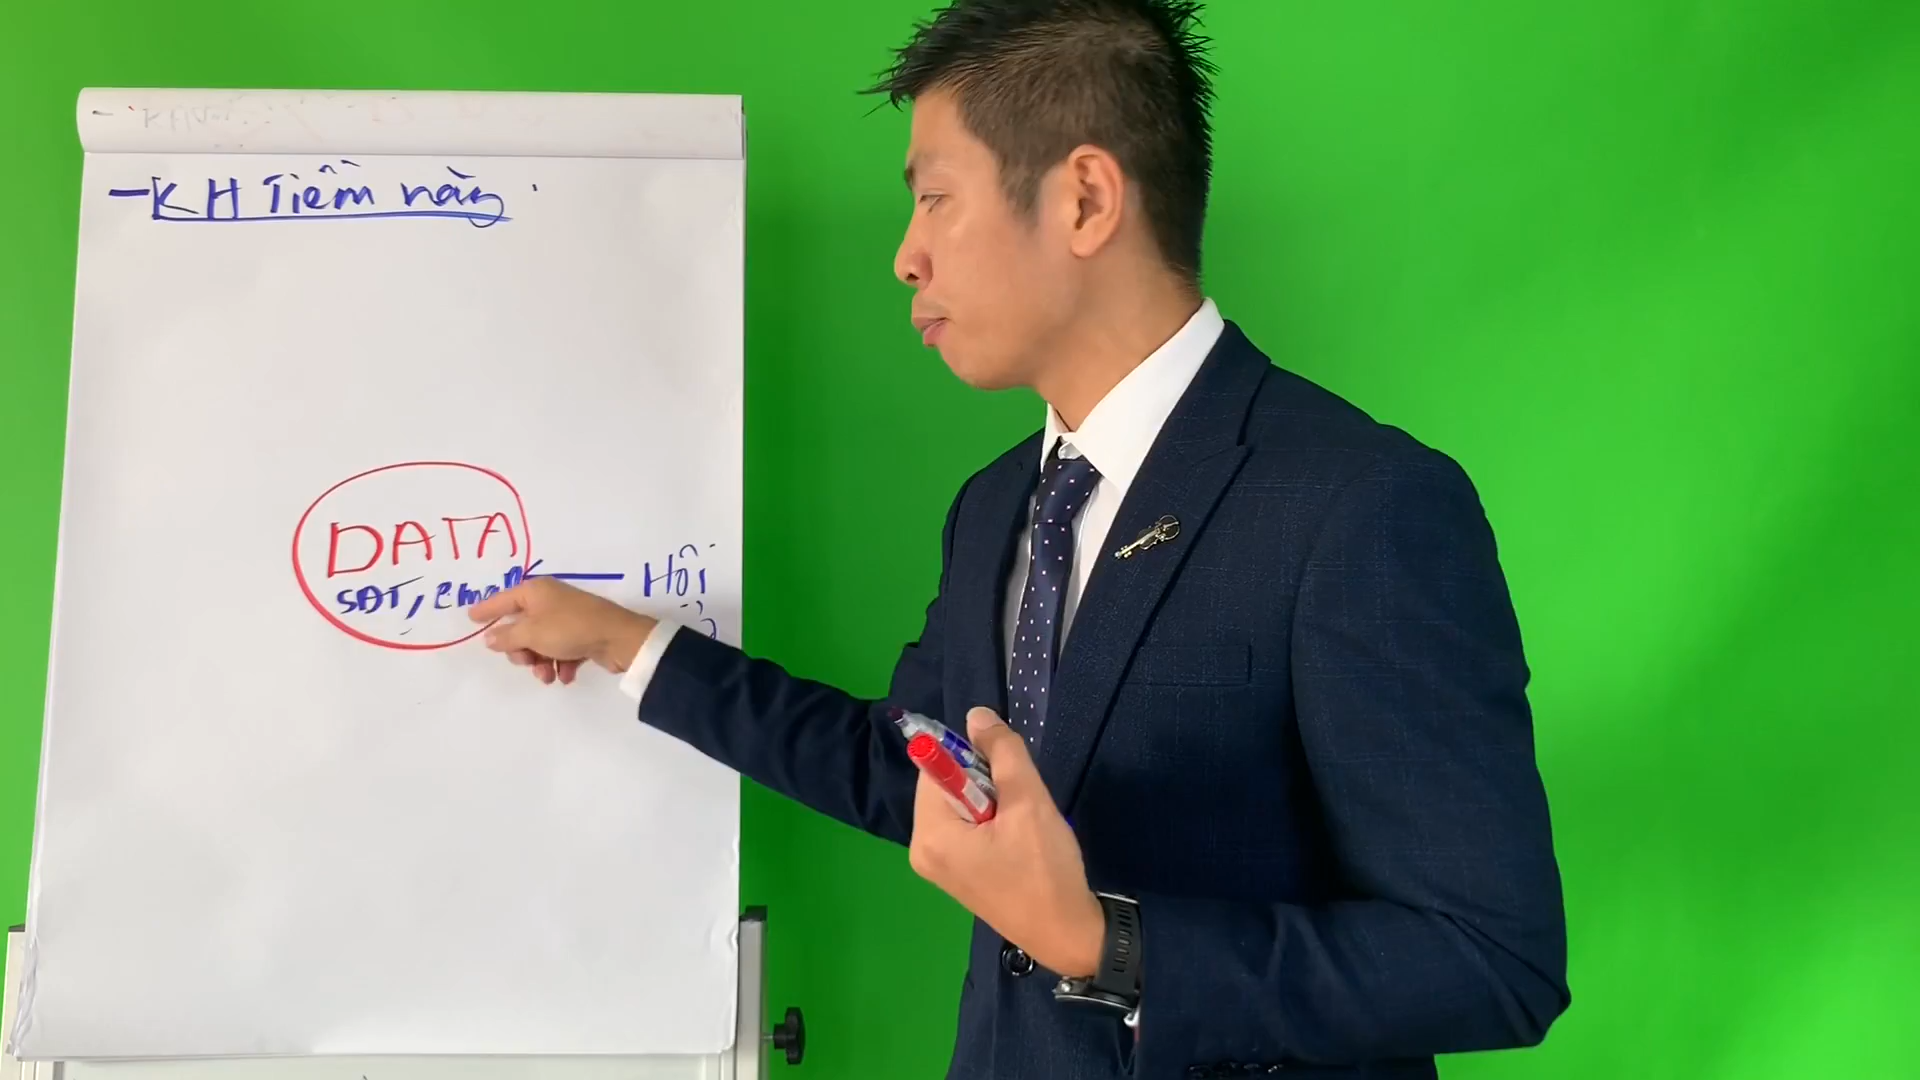 - KH Tiềm năng
DATA
SĐT, email
Hội